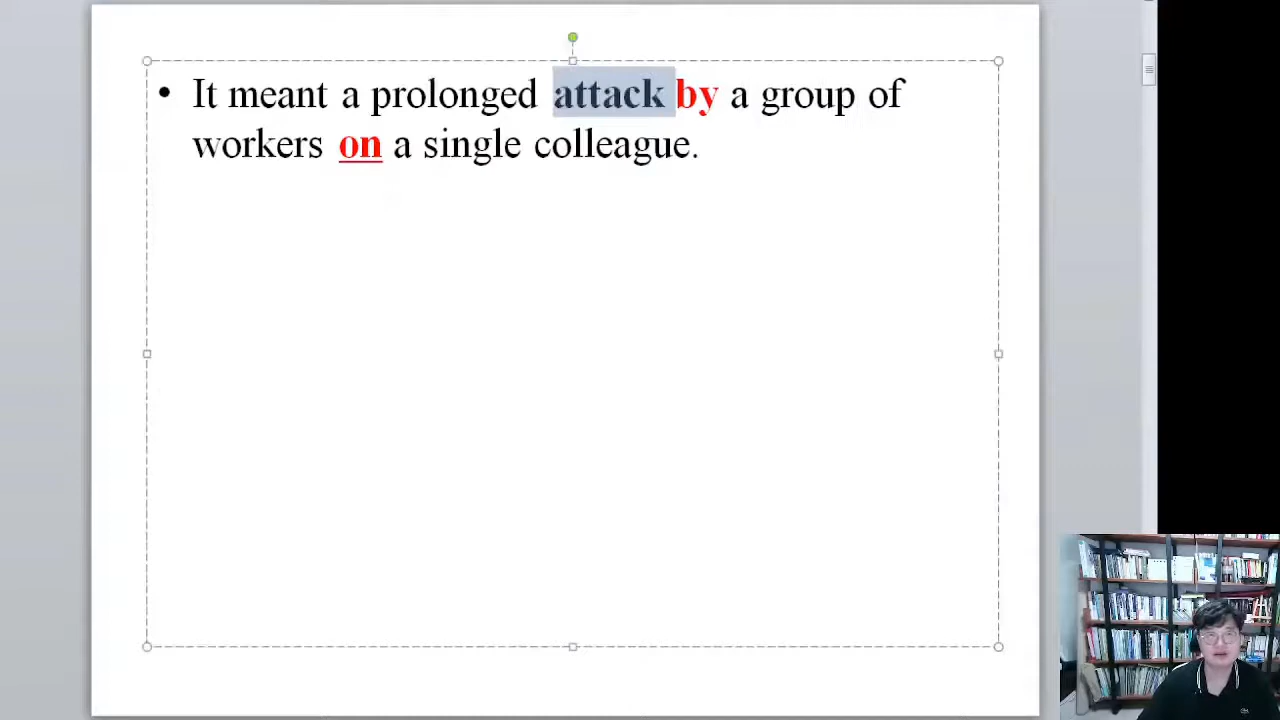 • It meant a prolonged attack by a group of
workers on a single colleague.